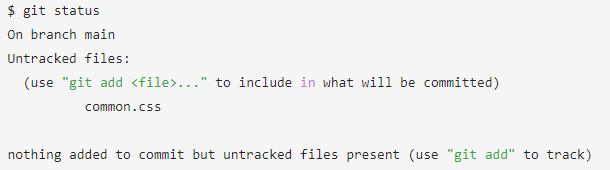 $ git status
On branch main
Untracked files:
  (use "git add <file>..." to include in what will be committed)
          common.css

nothing added to commit but untracked files present (use "git add" to track)